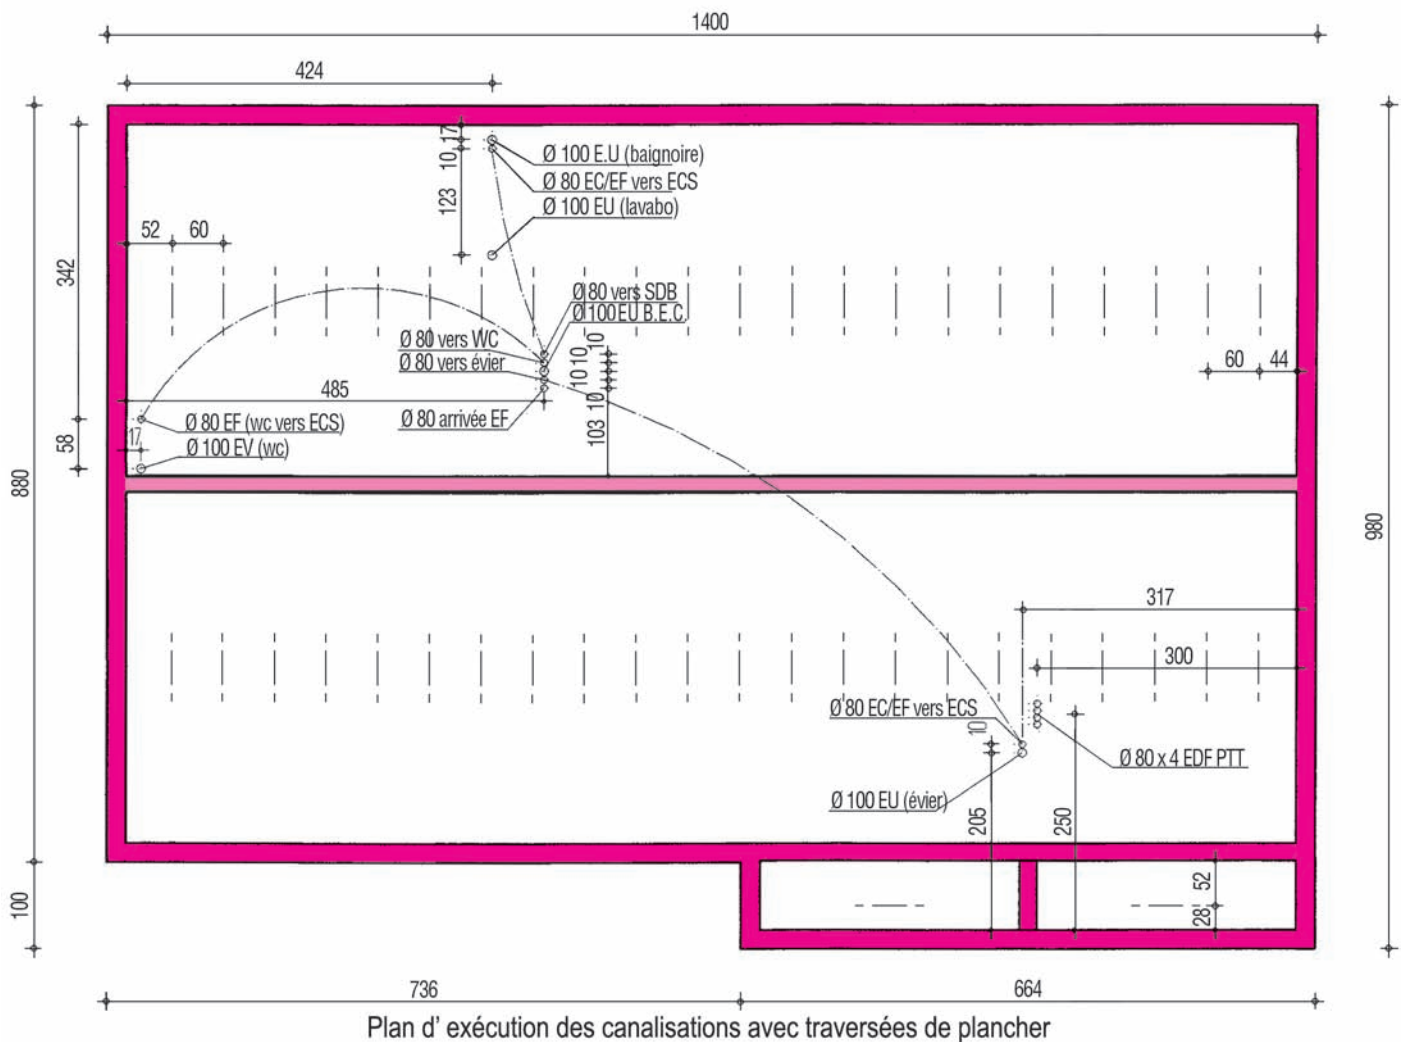 1400
424
17
10
123
Ø 100 E.U (baignoire)
Ø 80 EC/EF vers ECS
Ø 100 EU (lavabo)
52
60
342
Ø 80 vers SDB
Ø 100 EU B.E.C.
Ø 80 vers WC
Ø 80 vers évier
10
10
10
10
103
60
44
485
Ø 80 EF (wc vers ECS)
Ø 80 arrivée EF
17
Ø 100 EV (wc)
58
880
980
317
300
Ø 80 EC/EF vers ECS
10
Ø 80 x 4 EDF PTT
Ø 100 EU (évier)
205
250
52
28
100
736
664
Plan d' exécution des canalisations avec traversées de plancher